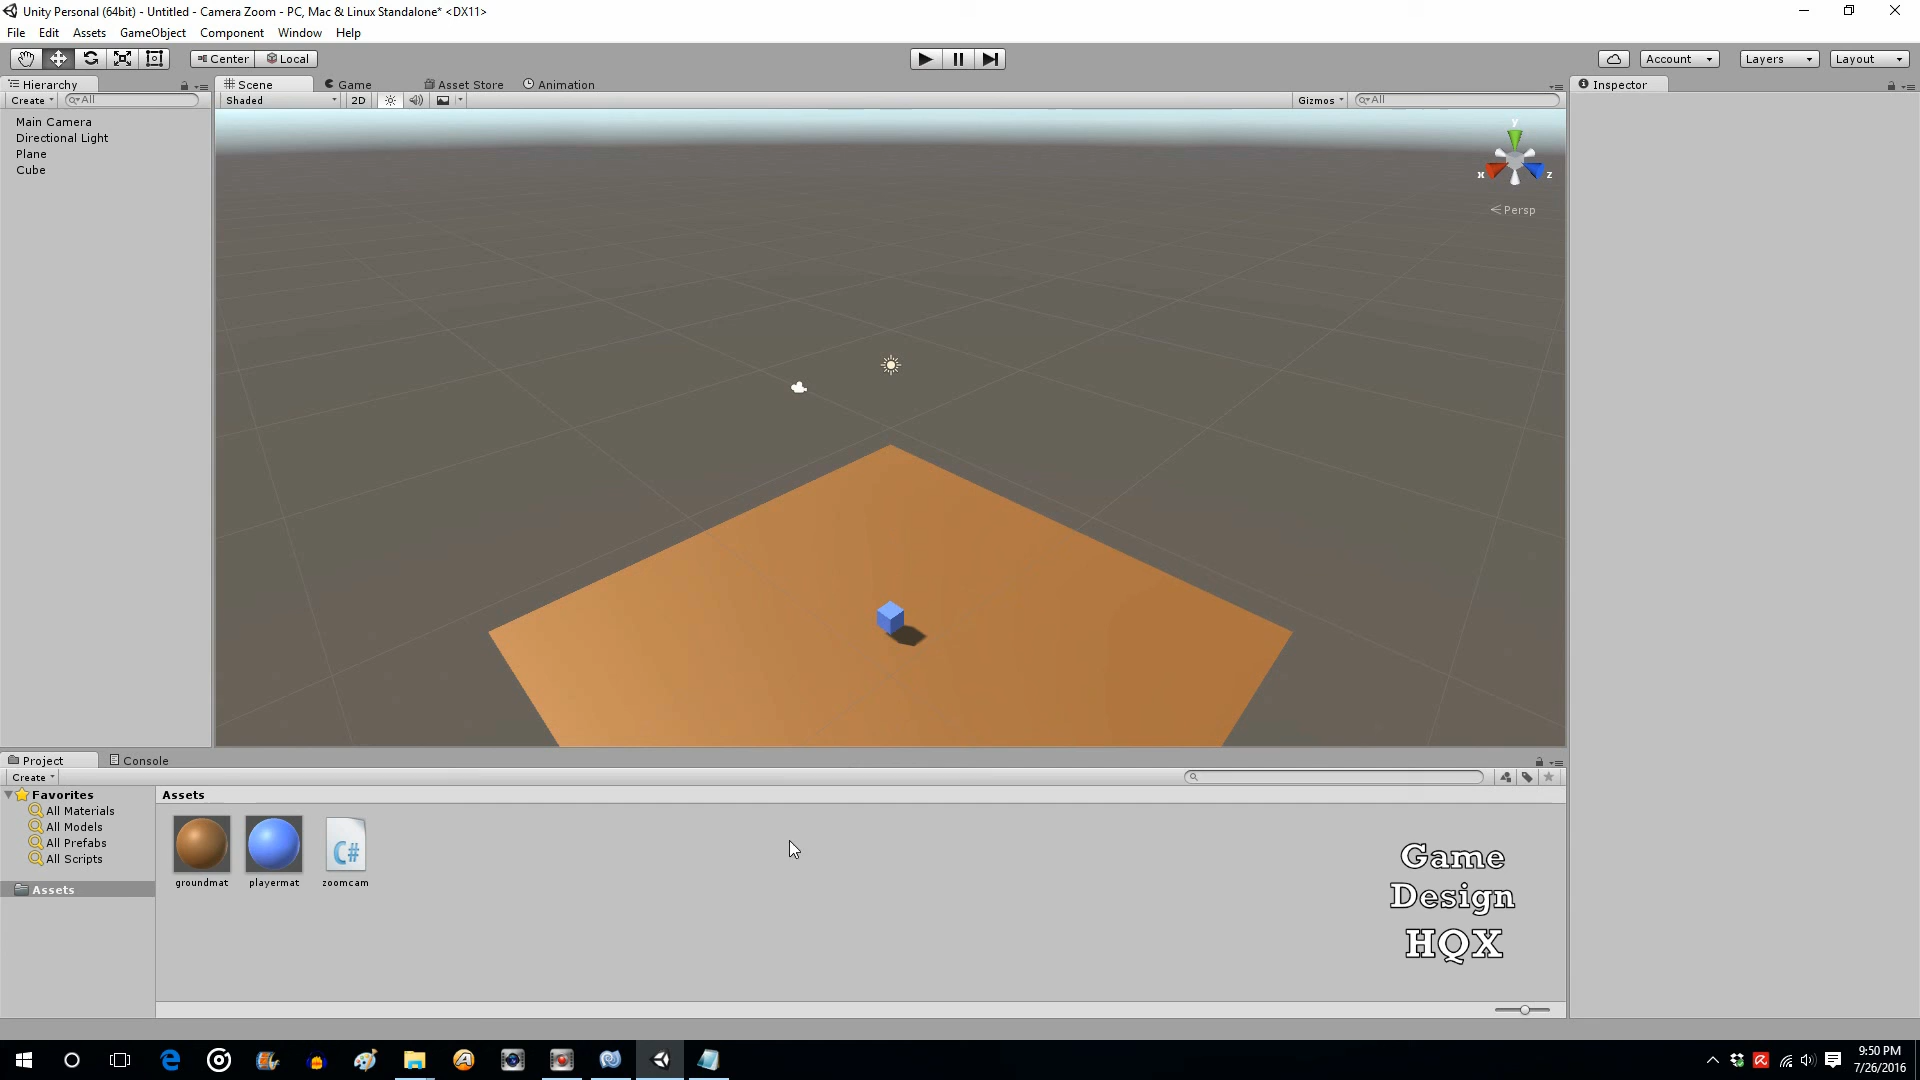 Unity Personal (64bit) - Untitled - Camera Zoom - PC, Mac & Linux Standalone* <DX11>
File Edit Assets GameObject Component Window Help
Center Local Account Layers Layout
Hierarchy
Create All
Main Camera
Directional Light
Plane
Cube
Scene Game Asset Store Animation
Shaded 2D Gizmos All
y
x z
Persp
Inspector
Project Console
Create
Favorites
All Materials
All Models
All Prefabs
All Scripts
Assets
Assets
groundmat playermat zoomcam
C#
Game
Design
HQX
9:50 PM
7/26/2016